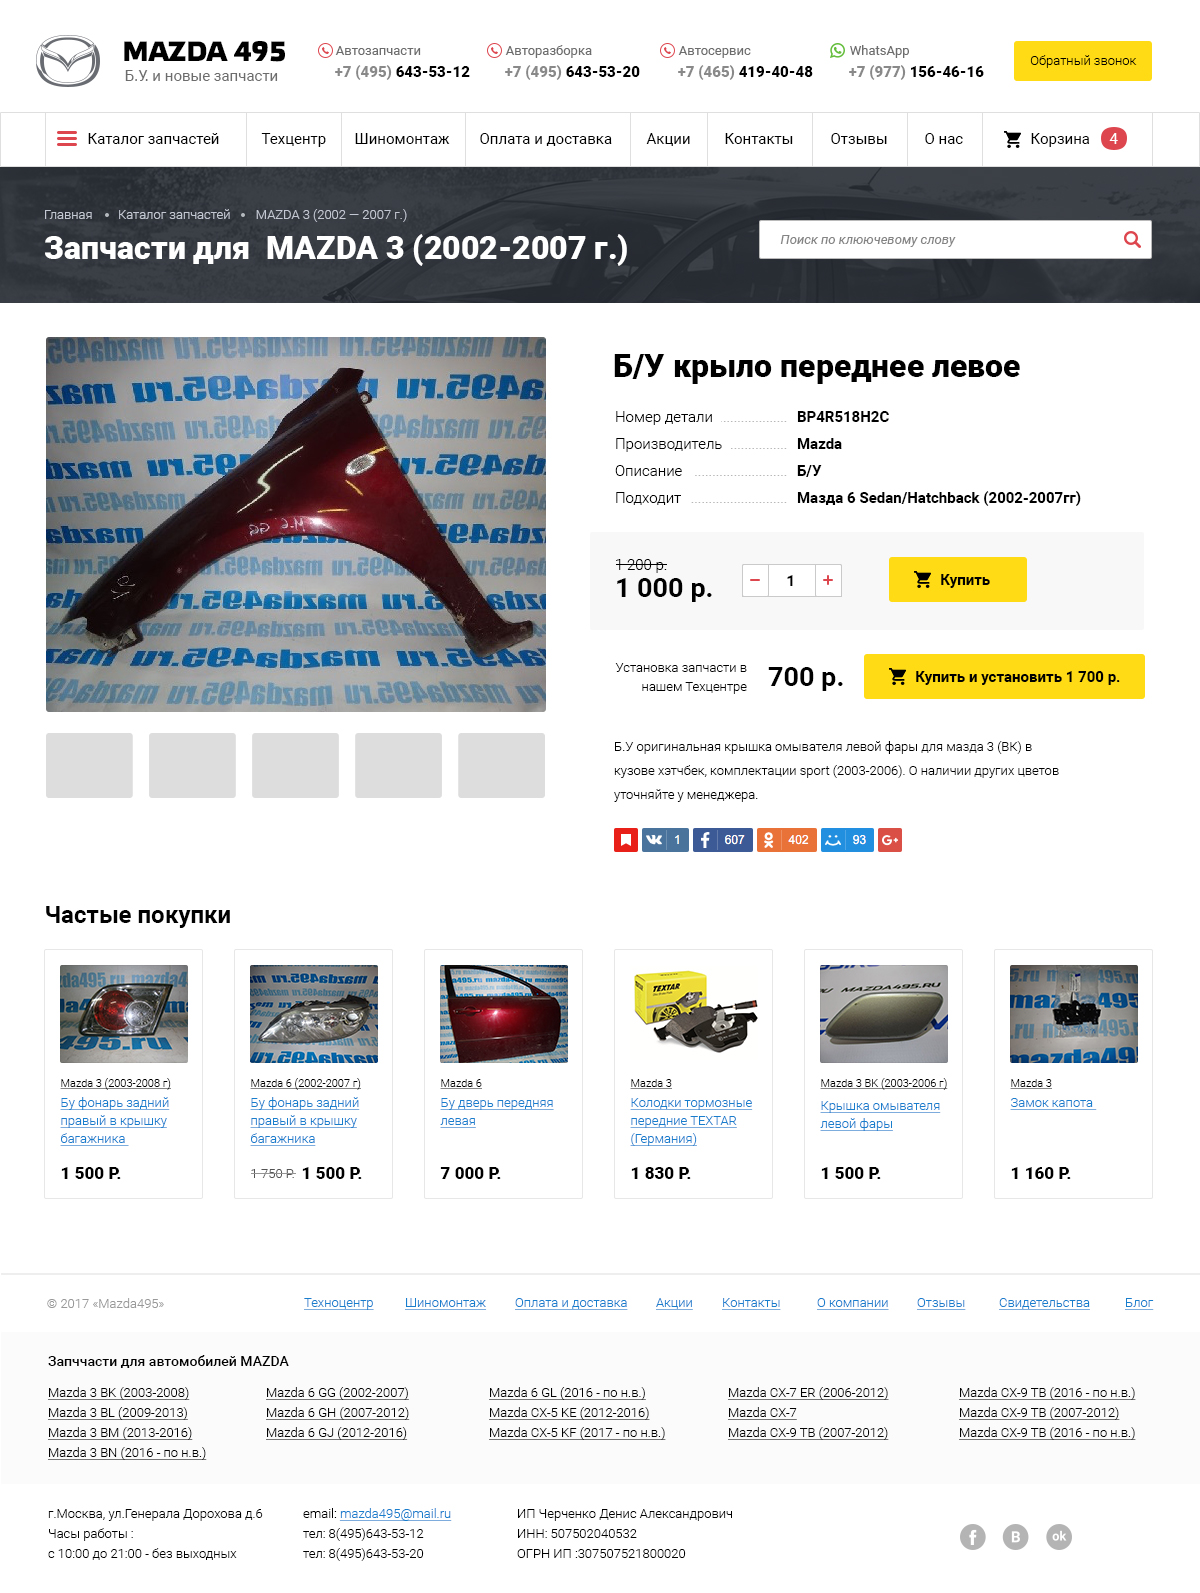 MAZDA 495
Б.У. и новые запчасти
Автозапчасти
+7 (495) 643-53-12
Авторазборка
+7 (495) 643-53-20
Автосервис
+7 (465) 419-40-48
WhatsApp
+7 (977) 156-46-16
Обратный звонок
Каталог запчастей
Техцентр
Шиномонтаж
Оплата и доставка
Акции
Контакты
Отзывы
О нас
Корзина 4
Главная • Каталог запчастей • MAZDA 3 (2002 — 2007 г.)
Запчасти для MAZDA 3 (2002-2007 г.)
Поиск по клюючевому слову
Б/У крыло переднее левое
Номер детали ................... BP4R518H2C
Производитель ................ Mazda
Описание .......................... Б/У
Подходит ........................... Мазда 6 Sedan/Hatchback (2002-2007гг)
1 200 р.
1 000 р.
− 1 +
Купить
Установка запчасти в
нашем Техцентре
700 р.
Купить и установить 1 700 р.
Б.У оригинальная крышка омывателя левой фары для мазда 3 (BК) в
кузове хэтчбек, комплектации sport (2003-2006). О наличии других цветов
уточняйте у менеджера.
1
607
402
93
G+
Частые покупки
Mazda 3 (2003-2008 г)
Бу фонарь задний
правый в крышку
багажника
1 500 Р.
Mazda 6 (2002-2007 г)
Бу фонарь задний
правый в крышку
багажника
1 750 Р. 1 500 Р.
Mazda 6
Бу дверь передняя
левая
7 000 Р.
TEXTAR
Mazda 3
Колодки тормозные
передние TEXTAR
(Германия)
1 830 Р.
MAZDA495.RU
Mazda 3 BK (2003-2006 г)
Крышка омывателя
левой фары
1 500 Р.
Mazda 3
Замок капота
1 160 Р.
© 2017 «Mazda495»
Техноцентр
Шиномонтаж
Оплата и доставка
Акции
Контакты
О компании
Отзывы
Свидетельства
Блог
Запччасти для автомобилей MAZDA
Mazda 3 BK (2003-2008)
Mazda 3 BL (2009-2013)
Mazda 3 BM (2013-2016)
Mazda 3 BN (2016 - по н.в.)
Mazda 6 GG (2002-2007)
Mazda 6 GH (2007-2012)
Mazda 6 GJ (2012-2016)
Mazda 6 GL (2016 - по н.в.)
Mazda CX-5 KE (2012-2016)
Mazda CX-5 KF (2017 - по н.в.)
Mazda CX-7 ER (2006-2012)
Mazda CX-7
Mazda CX-9 TB (2007-2012)
Mazda CX-9 TB (2016 - по н.в.)
Mazda CX-9 TB (2007-2012)
Mazda CX-9 TB (2016 - по н.в.)
г.Москва, ул.Генерала Дорохова д.6
Часы работы :
с 10:00 до 21:00 - без выходных
email: mazda495@mail.ru
тел: 8(495)643-53-12
тел: 8(495)643-53-20
ИП Черченко Денис Александрович
ИНН: 507502040532
ОГРН ИП :307507521800020
f B ok